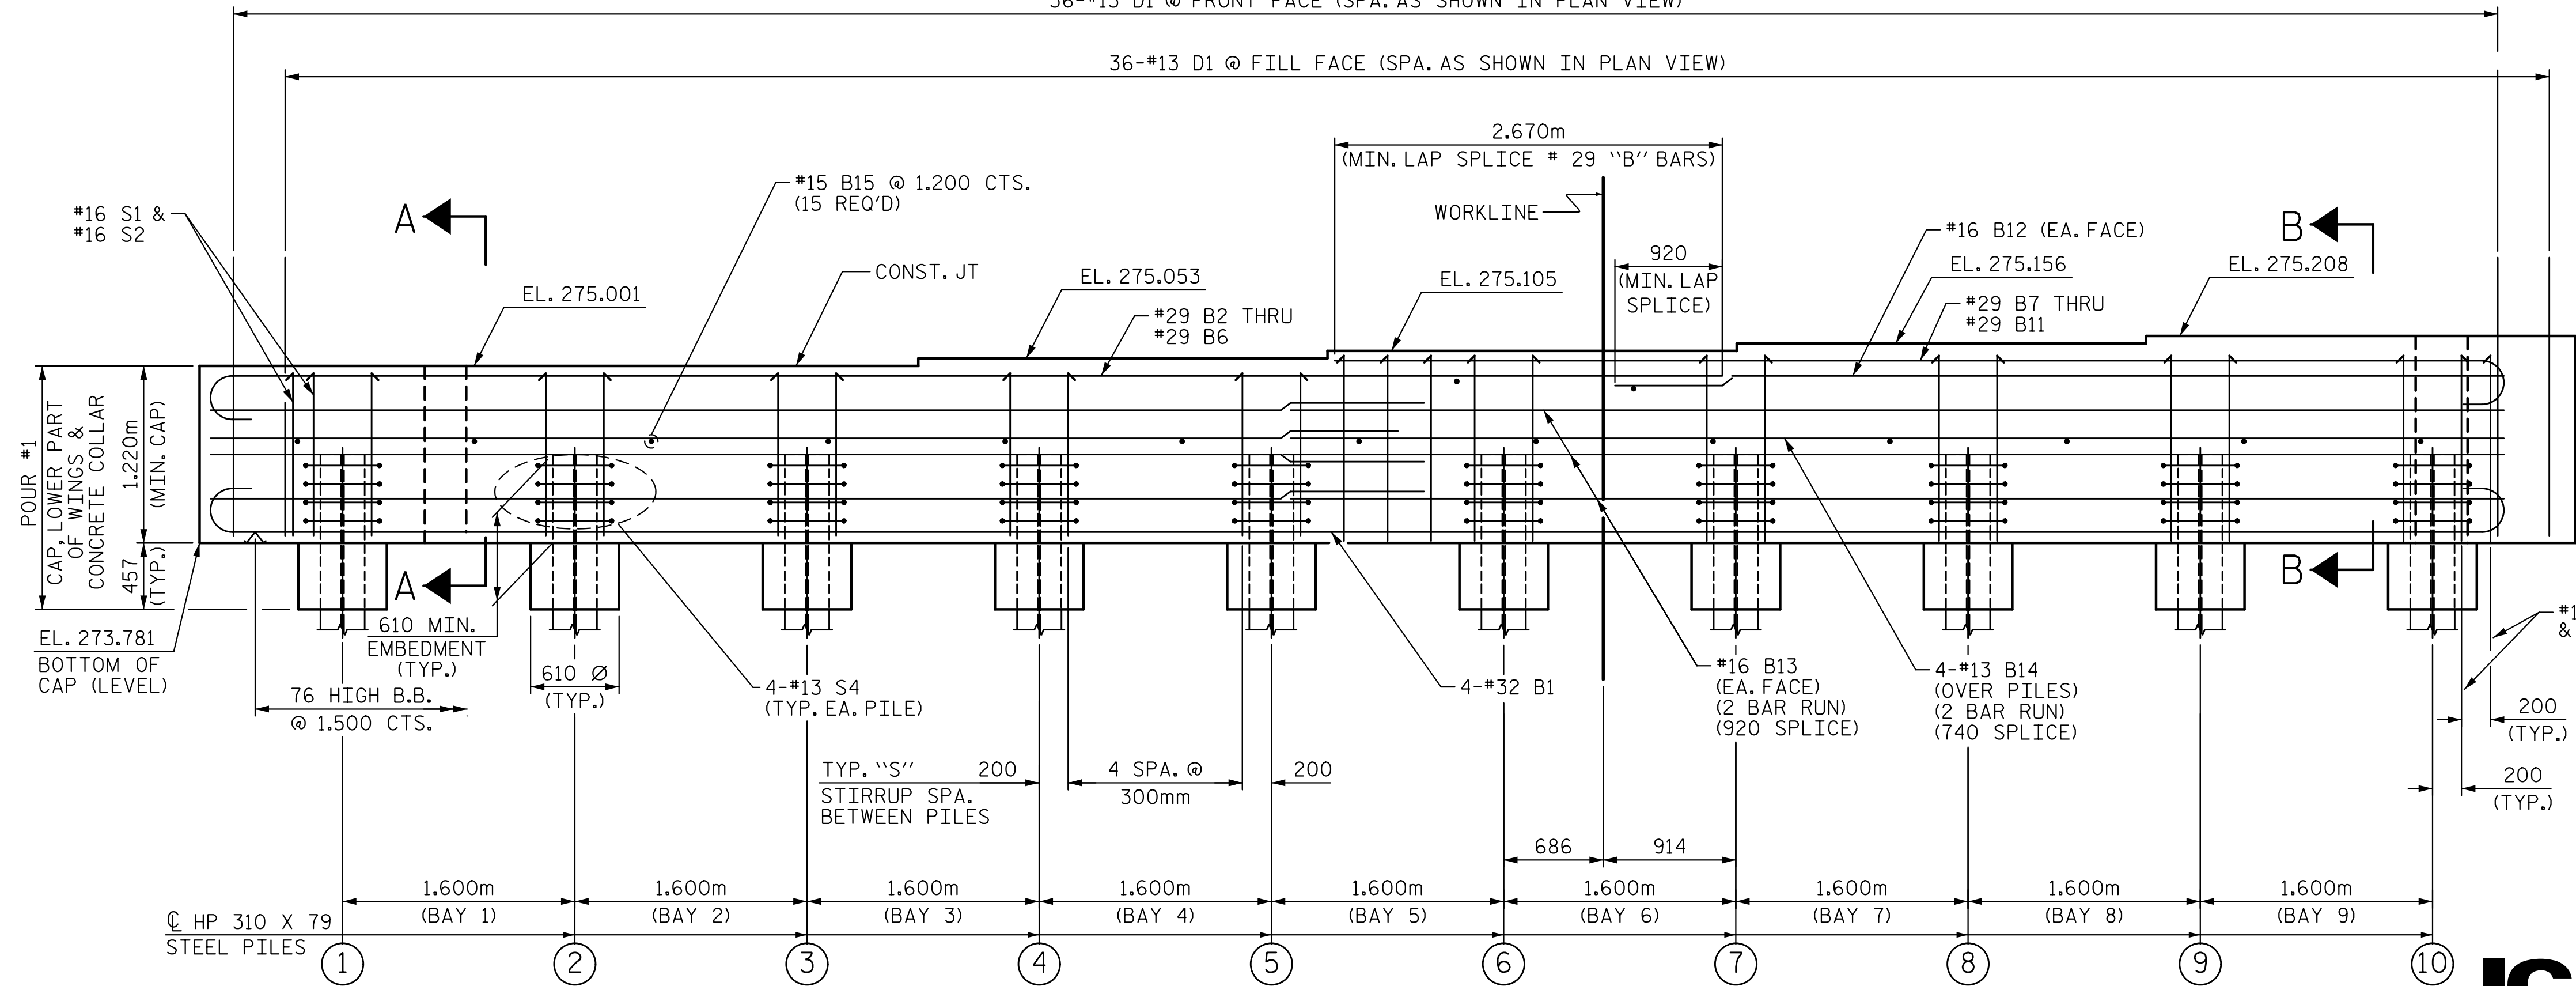 36-#13 D1 @ FRONT FACE (SPA. AS SHOWN IN PLAN VIEW)
36-#13 D1 @ FILL FACE (SPA. AS SHOWN IN PLAN VIEW)
2.670m
(MIN. LAP SPLICE # 29 "B" BARS)
#15 B15 @ 1.200 CTS.
(15 REQ'D)
#16 S1 &
#16 S2
A
WORKLINE
#16 B12 (EA. FACE)
B
CONST. JT
EL. 275.053
920
(MIN. LAP
SPLICE)
EL. 275.156
EL. 275.208
EL. 275.001
EL. 275.105
#29 B2 THRU
#29 B6
#29 B7 THRU
#29 B11
POUR #1
CAP, LOWER PART
OF WINGS &
CONCRETE COLLAR
1.220m
(MIN. CAP)
457
(TYP.)
A
B
EL. 273.781
BOTTOM OF
CAP (LEVEL)
610 MIN.
EMBEDMENT
(TYP.)
610 Ø
(TYP.)
76 HIGH B.B.
@ 1.500 CTS.
4-#13 S4
(TYP. EA. PILE)
4-#32 B1
#16 B13
(EA. FACE)
(2 BAR RUN)
(920 SPLICE)
4-#13 B14
(OVER PILES)
(2 BAR RUN)
(740 SPLICE)
&
200
(TYP.)
TYP. "S"
STIRRUP SPA.
BETWEEN PILES
200
4 SPA. @
300mm
200
200
(TYP.)
686
914
1.600m
(BAY 1)
1.600m
(BAY 2)
1.600m
(BAY 3)
1.600m
(BAY 4)
1.600m
(BAY 5)
1.600m
(BAY 6)
1.600m
(BAY 7)
1.600m
(BAY 8)
1.600m
(BAY 9)
℄ HP 310 X 79
STEEL PILES
1
2
3
4
5
6
7
8
9
10